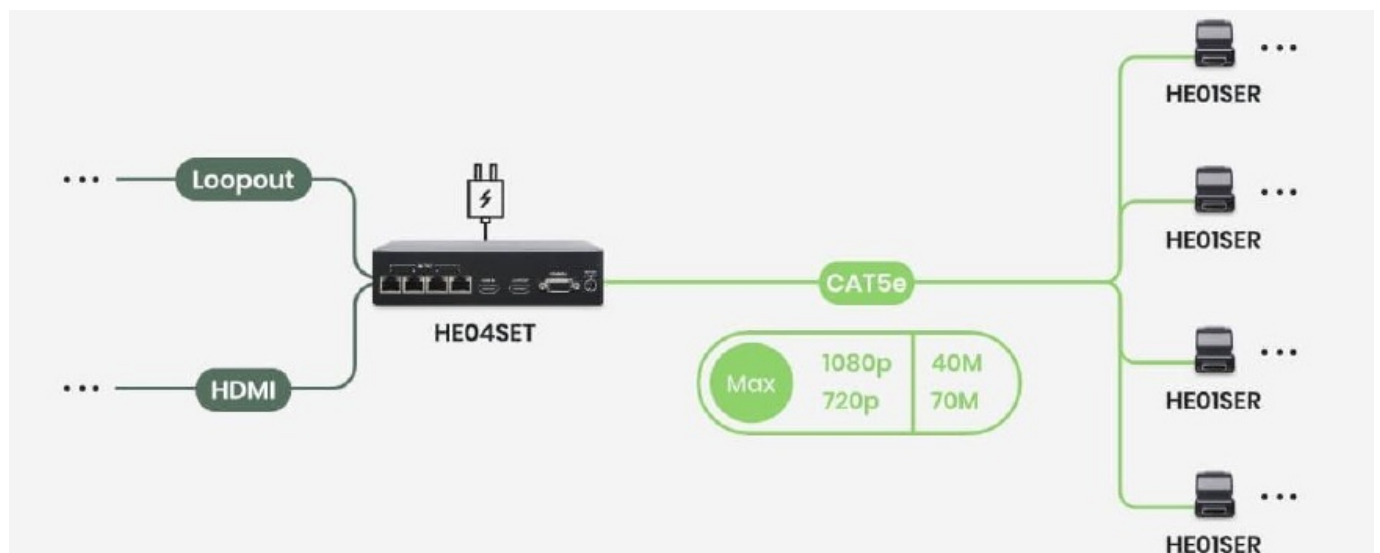 HE01SER
Loopout
HE01SER
HE04SET
CAT5e
Max
1080p 40M
720p 70M
HDMI
HE01SER
HE01SER